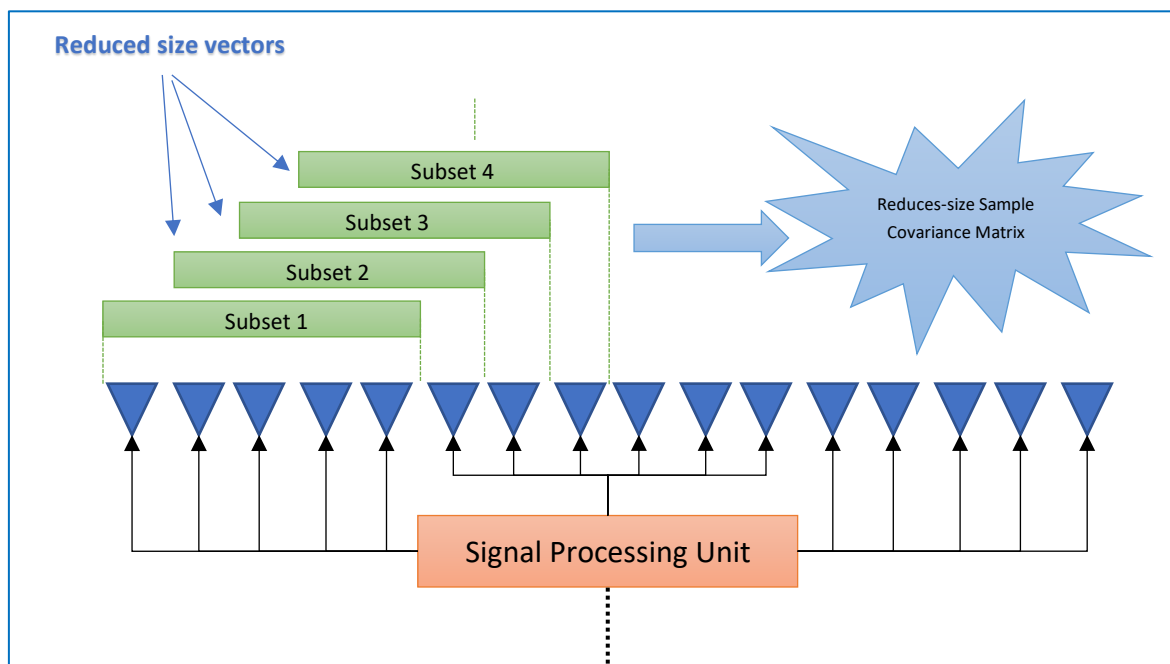 Reduced size vectors
Subset 4
Subset 3
Subset 2
Subset 1
Reduces-size Sample
Covariance Matrix
Signal Processing Unit